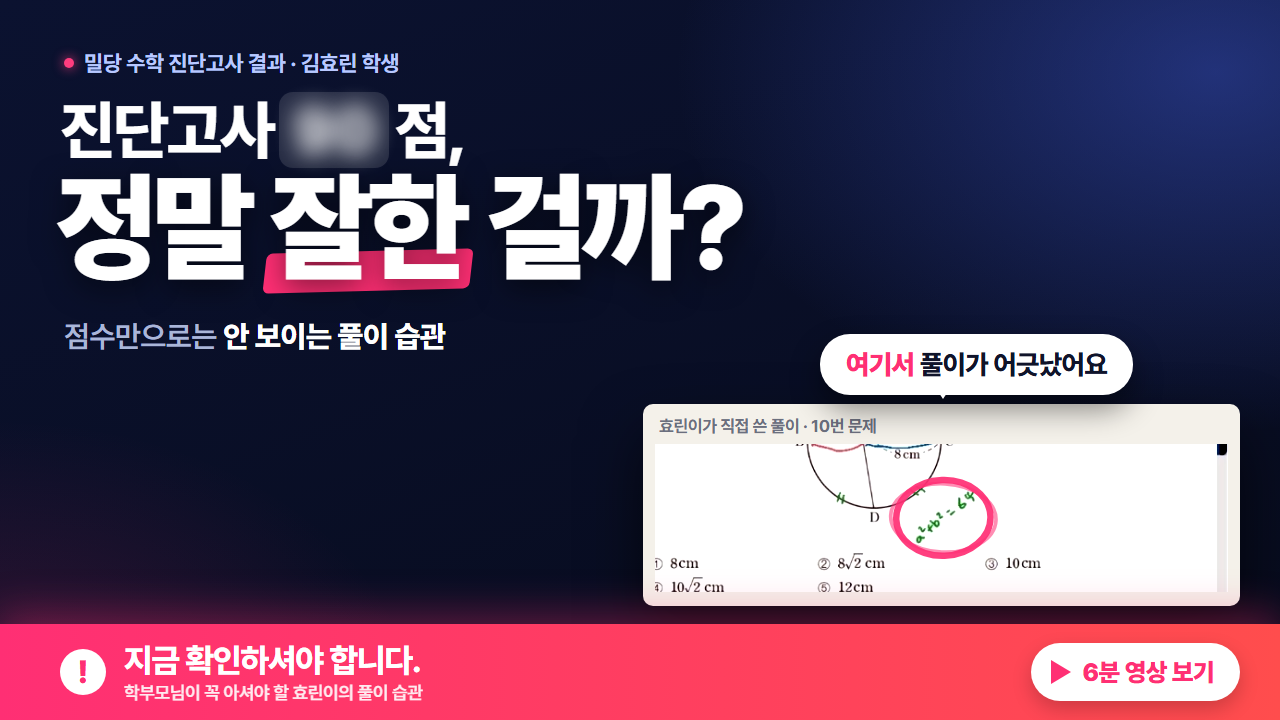 밀당 수학 진단고사 결과 · 김효린 학생
진단고사 점,
정말 잘한 걸까?
점수만으로는 안 보이는 풀이 습관
여기서 풀이가 어긋났어요
효린이가 직접 쓴 풀이 · 10번 문제
8cm
D
a²+b²=64
① 8cm ② 8√2 cm ③ 10cm
④ 10√2 cm ⑤ 12cm
! 지금 확인하셔야 합니다.
학부모님이 꼭 아셔야 할 효린이의 풀이 습관
▶ 6분 영상 보기